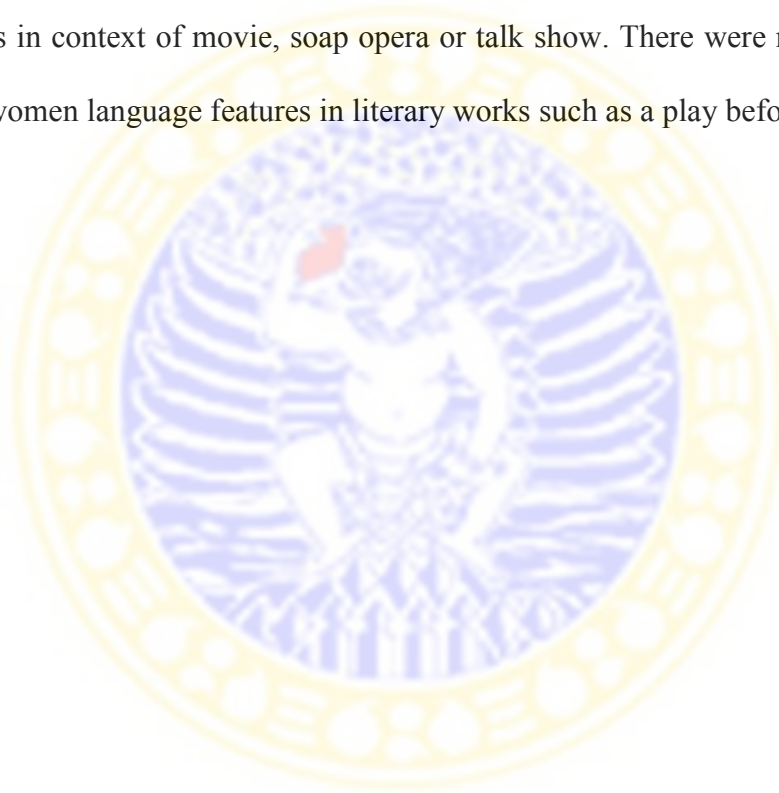 s in context of movie, soap opera or talk show. There were
women language features in literary works such as a play